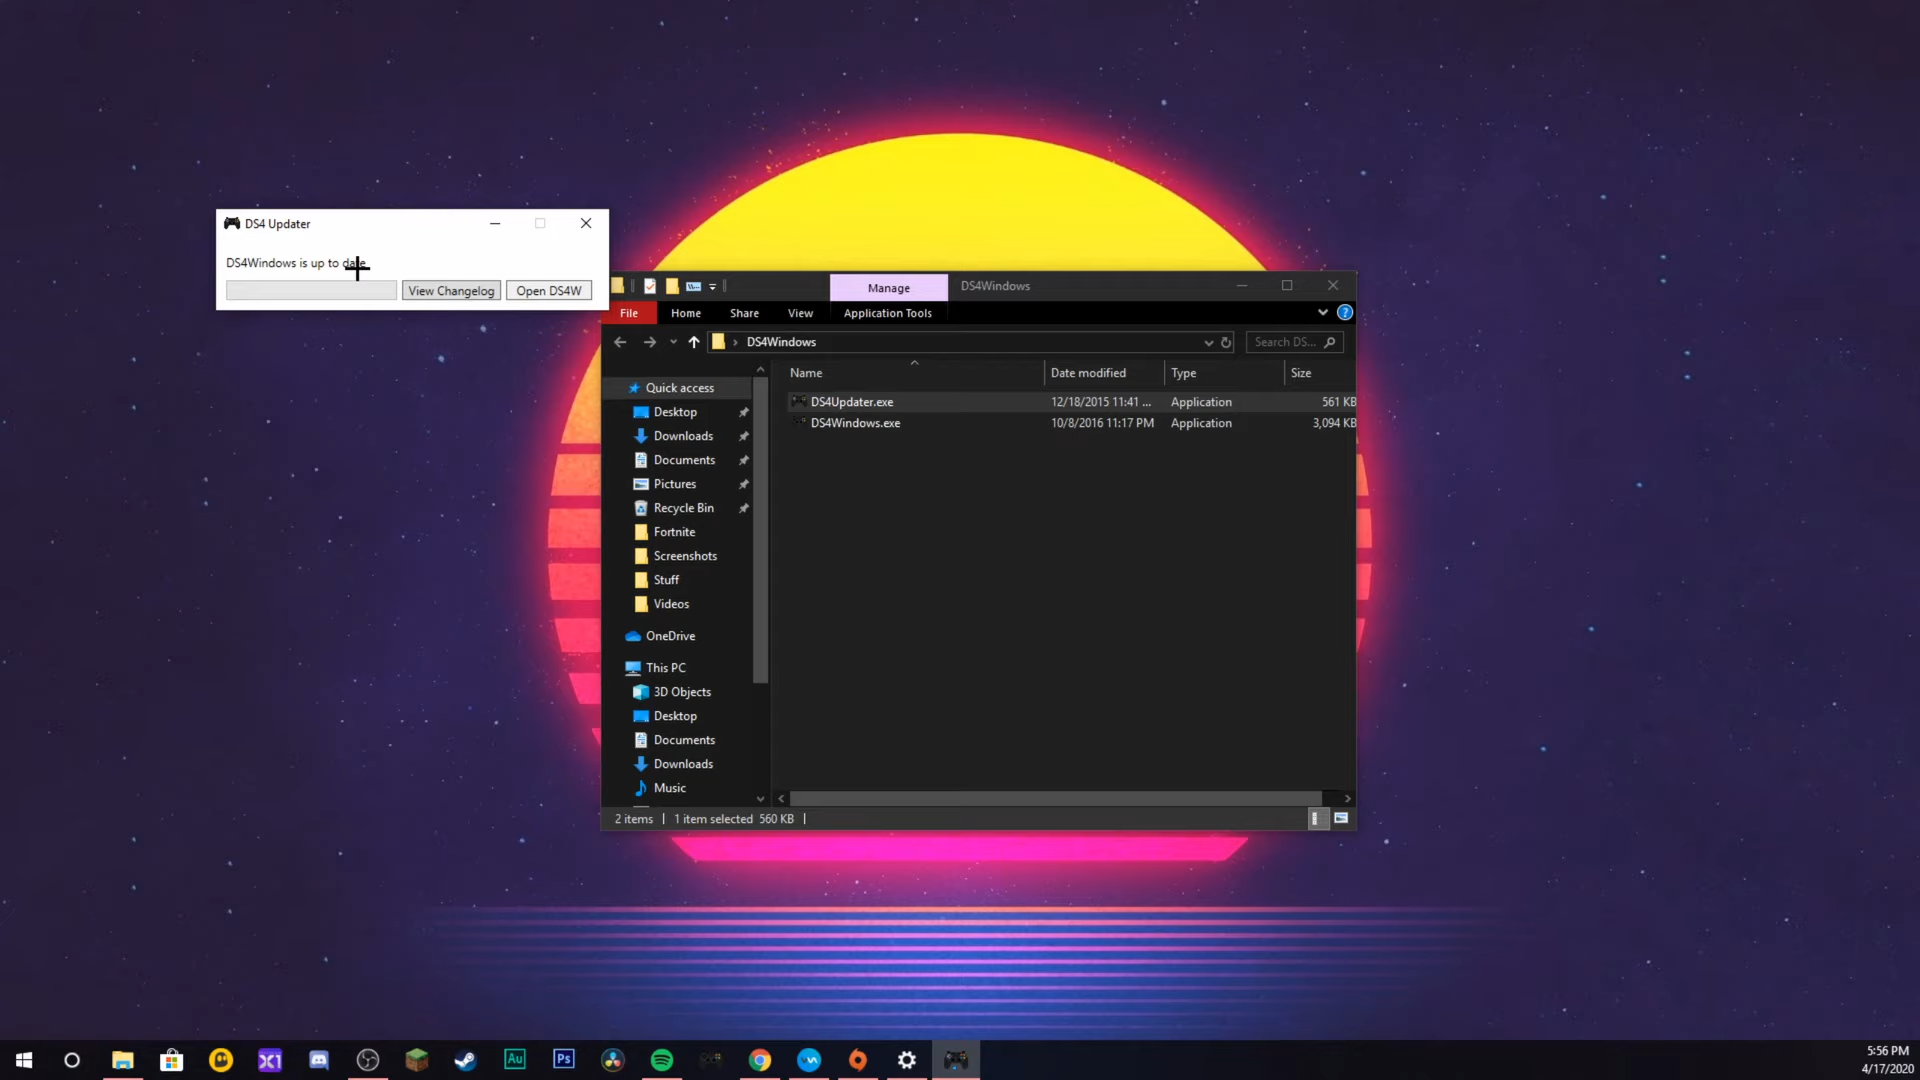 DS4 Updater
DS4Windows is up to date
View Changelog
Open DS4W
Manage
DS4Windows
File
Home
Share
View
Application Tools
DS4Windows
Search DS...
Name
Date modified
Type
Size
DS4Updater.exe
12/18/2015 11:41 ...
Application
561 KB
DS4Windows.exe
10/8/2016 11:17 PM
Application
3,094 KB
Quick access
Desktop
Downloads
Documents
Pictures
Recycle Bin
Fortnite
Screenshots
Stuff
Videos
OneDrive
This PC
3D Objects
Desktop
Documents
Downloads
Music
2 items
1 item selected 560 KB
X1
Au
Ps
5:56 PM
4/17/2020